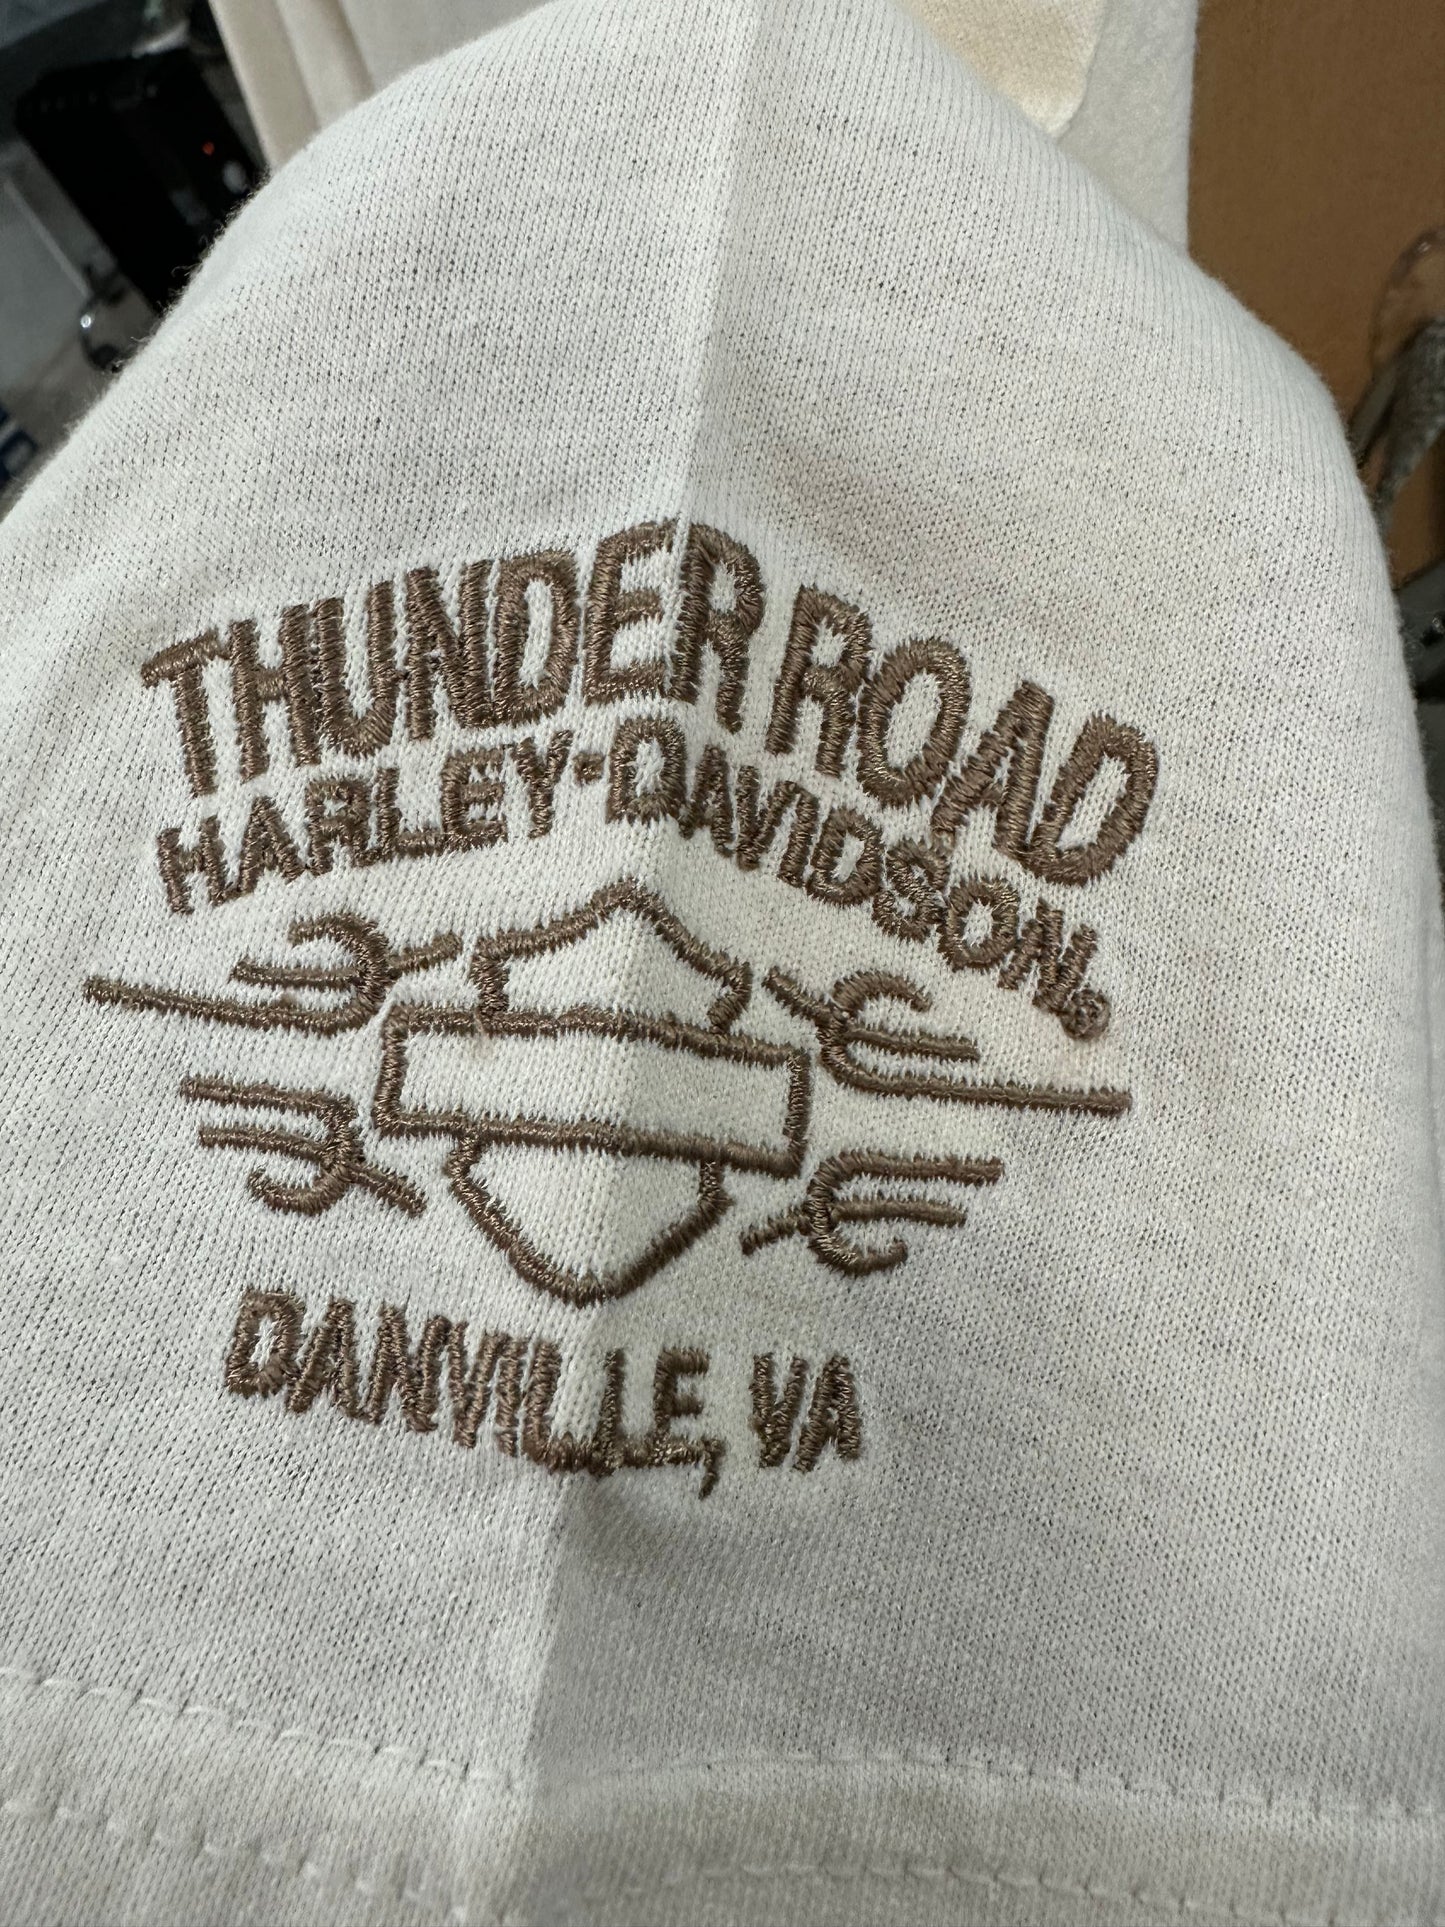 THUNDER ROAD
HARLEY-DAVIDSON®
DANVILLE, VA